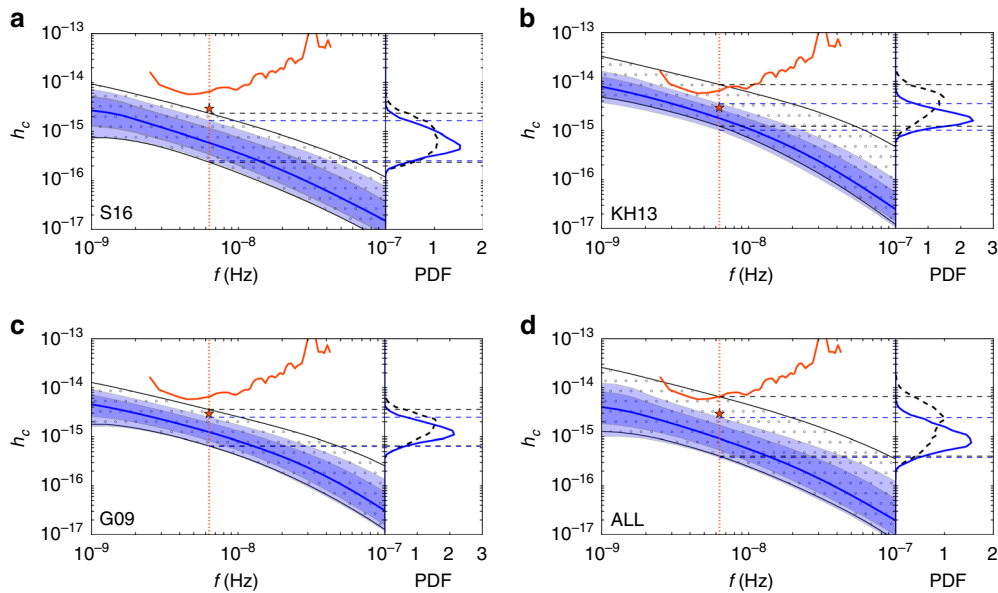 a
10⁻¹³
10⁻¹⁴
10⁻¹⁵
10⁻¹⁶
10⁻¹⁷
h_c
S16
10⁻⁹ 10⁻⁸ 10⁻⁷ 1 2
f (Hz) PDF
b
10⁻¹³
10⁻¹⁴
10⁻¹⁵
10⁻¹⁶
10⁻¹⁷
h_c
KH13
10⁻⁹ 10⁻⁸ 10⁻⁷ 1 2 3
f (Hz) PDF
c
10⁻¹³
10⁻¹⁴
10⁻¹⁵
10⁻¹⁶
10⁻¹⁷
h_c
G09
10⁻⁹ 10⁻⁸ 10⁻⁷ 1 2 3
f (Hz) PDF
d
10⁻¹³
10⁻¹⁴
10⁻¹⁵
10⁻¹⁶
10⁻¹⁷
h_c
ALL
10⁻⁹ 10⁻⁸ 10⁻⁷ 1 2
f (Hz) PDF